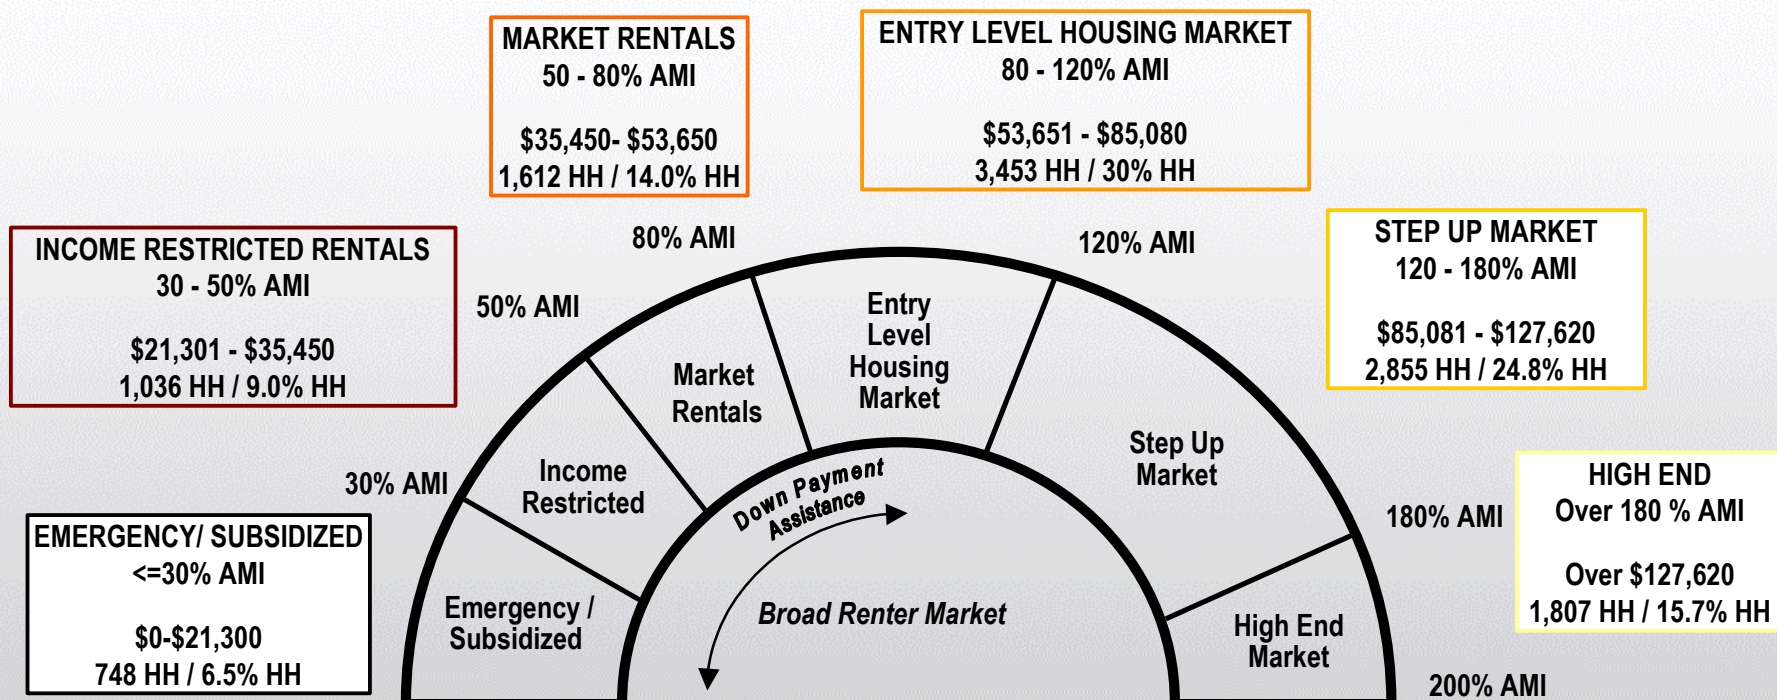 MARKET RENTALS
50 - 80% AMI
$35,450- $53,650
1,612 HH / 14.0% HH
ENTRY LEVEL HOUSING MARKET
80 - 120% AMI
$53,651 - $85,080
3,453 HH / 30% HH
INCOME RESTRICTED RENTALS
30 - 50% AMI
$21,301 - $35,450
1,036 HH / 9.0% HH
STEP UP MARKET
120 - 180% AMI
$85,081 - $127,620
2,855 HH / 24.8% HH
EMERGENCY/ SUBSIDIZED
<=30% AMI
$0-$21,300
748 HH / 6.5% HH
HIGH END
Over 180 % AMI
Over $127,620
1,807 HH / 15.7% HH
30% AMI
50% AMI
80% AMI
120% AMI
180% AMI
200% AMI
Emergency /
Subsidized
Income
Restricted
Market
Rentals
Entry
Level
Housing
Market
Step Up
Market
High End
Market
Down Payment
Assistance
Broad Renter Market